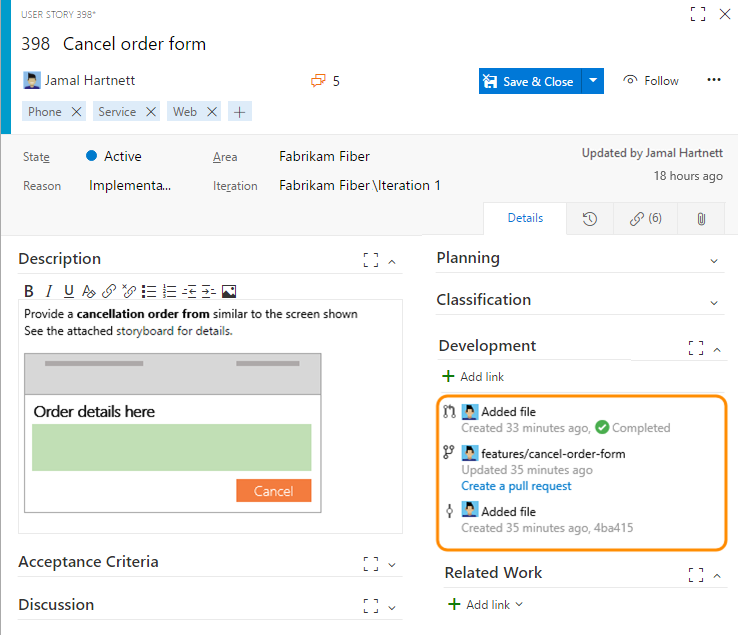 USER STORY 398*
398 Cancel order form
Jamal Hartnett
5
Save & Close
Follow
Phone
Service
Web
State
Active
Area
Fabrikam Fiber
Updated by Jamal Hartnett
Reason
Implementa...
Iteration
Fabrikam Fiber\Iteration 1
18 hours ago
Details
(6)
Description
B I U A
Provide a cancellation order from similar to the screen shown
See the attached storyboard for details.
Order details here
Cancel
Acceptance Criteria
Discussion
Planning
Classification
Development
Add link
Added file
Created 33 minutes ago, Completed
features/cancel-order-form
Updated 35 minutes ago
Create a pull request
Added file
Created 35 minutes ago, 4ba415
Related Work
Add link